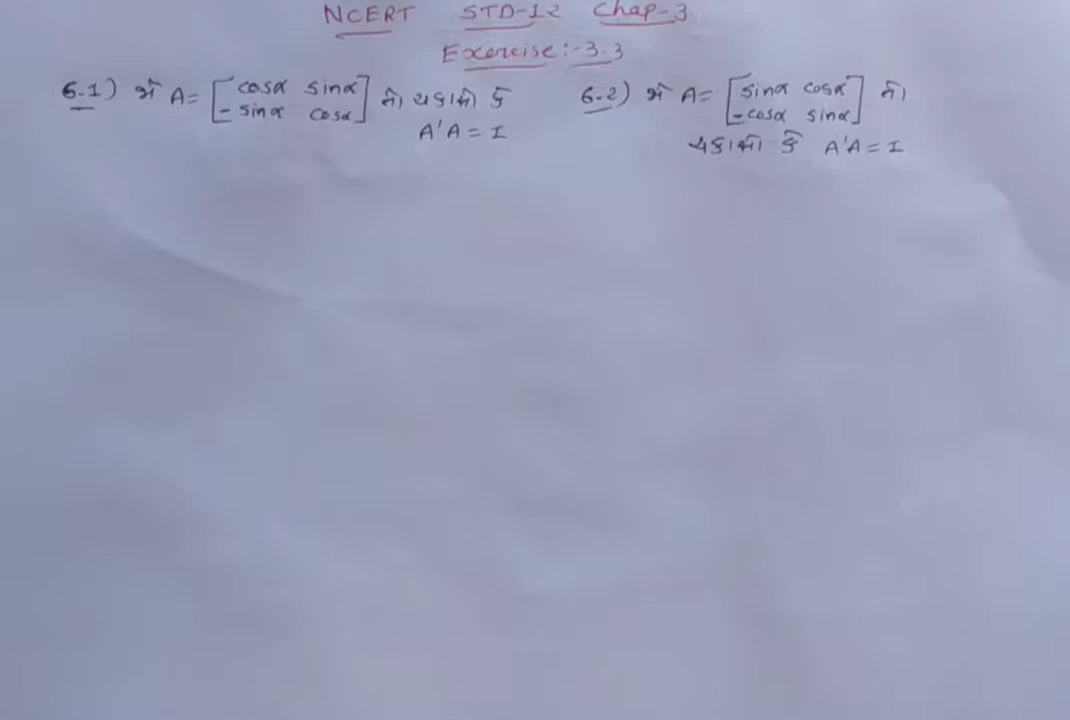 NCERT STD-12 Chap-3
Exercise:-3.3
6.1) જો A = [cosα sinα
-sinα cosα] તો ચકાસો કે
A'A = I
6.2) જો A = [sinα cosα
-cosα sinα] તો
ચકાસો કે A'A = I